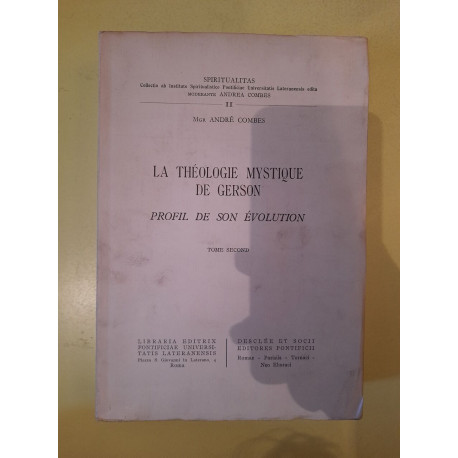 SPIRITUALITAS
Collectio ab Instituto Spiritualitatis Pontificiae Universitatis Lateranensis edita
MODERANTE ANDREA COMBES
II
MGR ANDRÉ COMBES
LA THÉOLOGIE MYSTIQUE
DE GERSON
PROFIL DE SON ÉVOLUTION
TOME SECOND
LIBRARIA EDITRIX
PONTIFICIAE UNIVERSI-
TATIS LATERANENSIS
Piazza S. Giovanni in Laterano, 4
Roma
DESCLÉE ET SOCII
EDITORES PONTIFICII
Romae - Parisiis - Tornaci -
Neo Eboraci